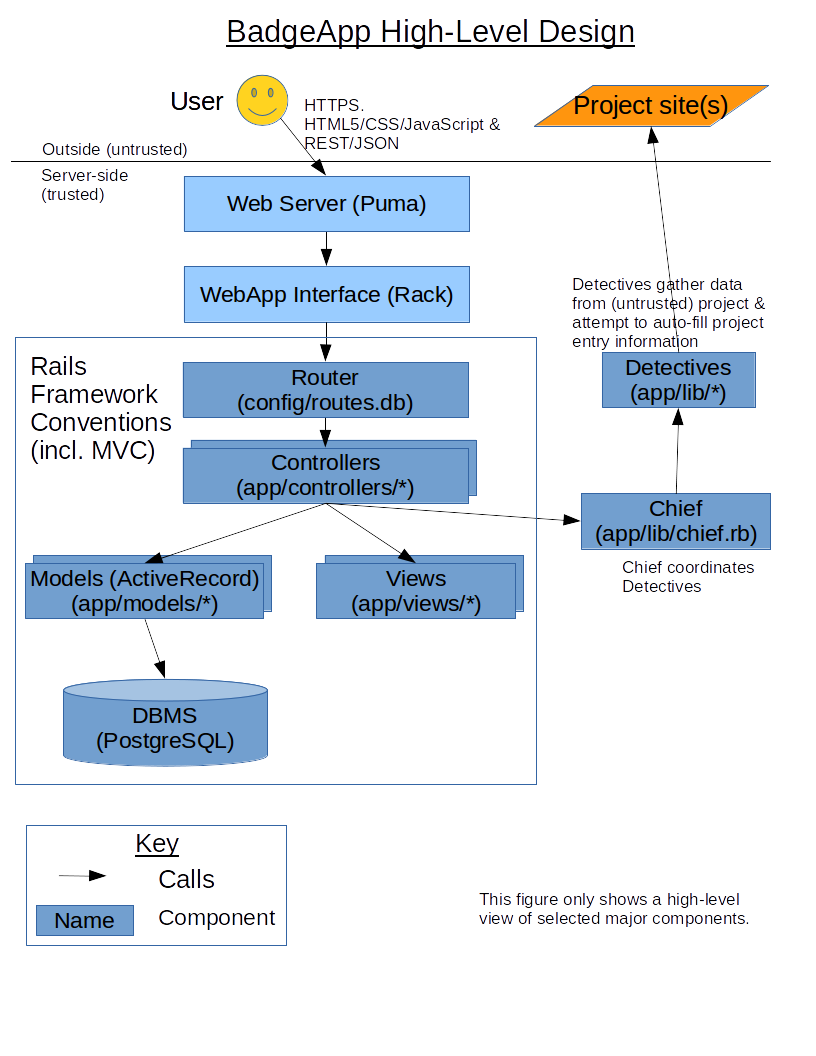 BadgeApp High-Level Design
User
HTTPS.
HTML5/CSS/JavaScript &
REST/JSON
Project site(s)
Outside (untrusted)
Server-side
(trusted)
Web Server (Puma)
WebApp Interface (Rack)
Detectives gather data
from (untrusted) project &
attempt to auto-fill project
entry information
Rails
Framework
Conventions
(incl. MVC)
Router
(config/routes.db)
Detectives
(app/lib/*)
Controllers
(app/controllers/*)
Chief
(app/lib/chief.rb)
Chief coordinates
Detectives
Models (ActiveRecord)
(app/models/*)
Views
(app/views/*)
DBMS
(PostgreSQL)
Key
Calls
Name
Component
This figure only shows a high-level
view of selected major components.